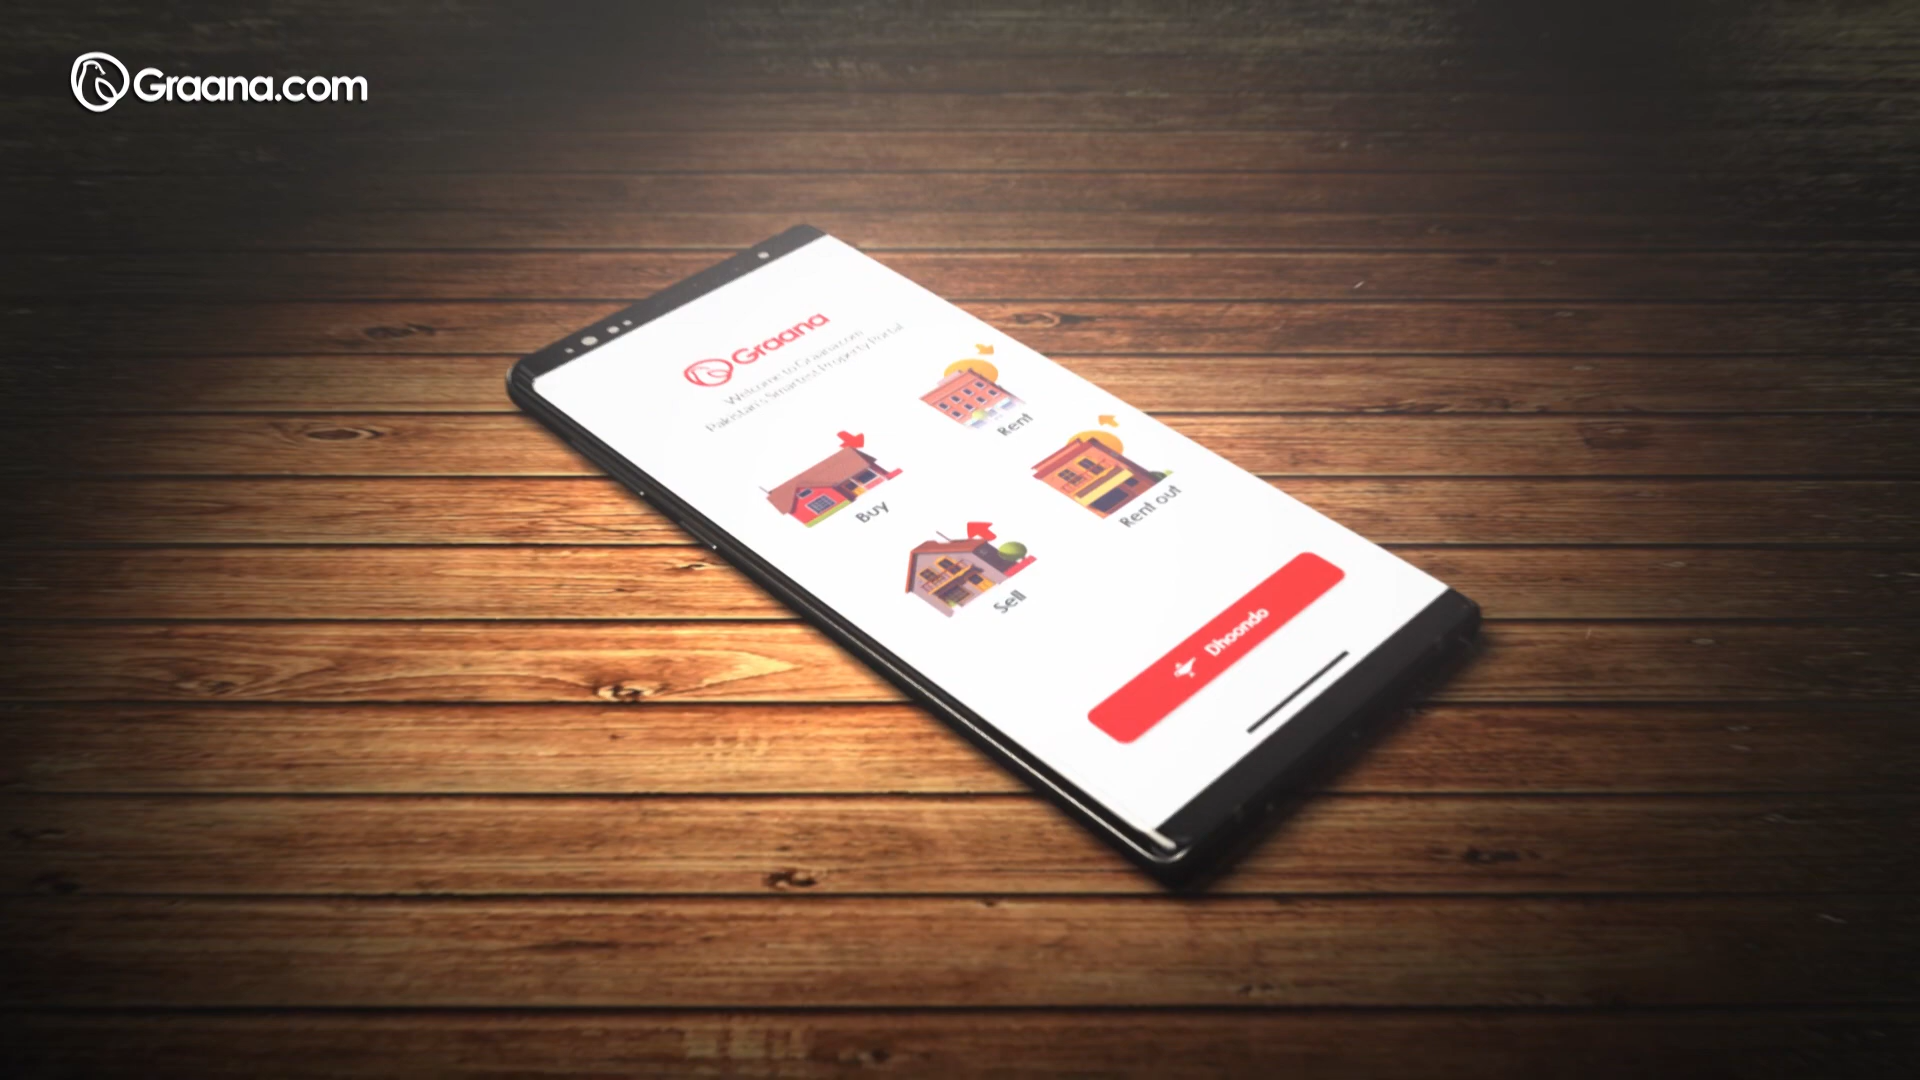 Graana.com
Graana
Welcome to Graana.com
Pakistan's Smartest Property Portal
Buy
Rent
Sell
Rent out
Dhoondo